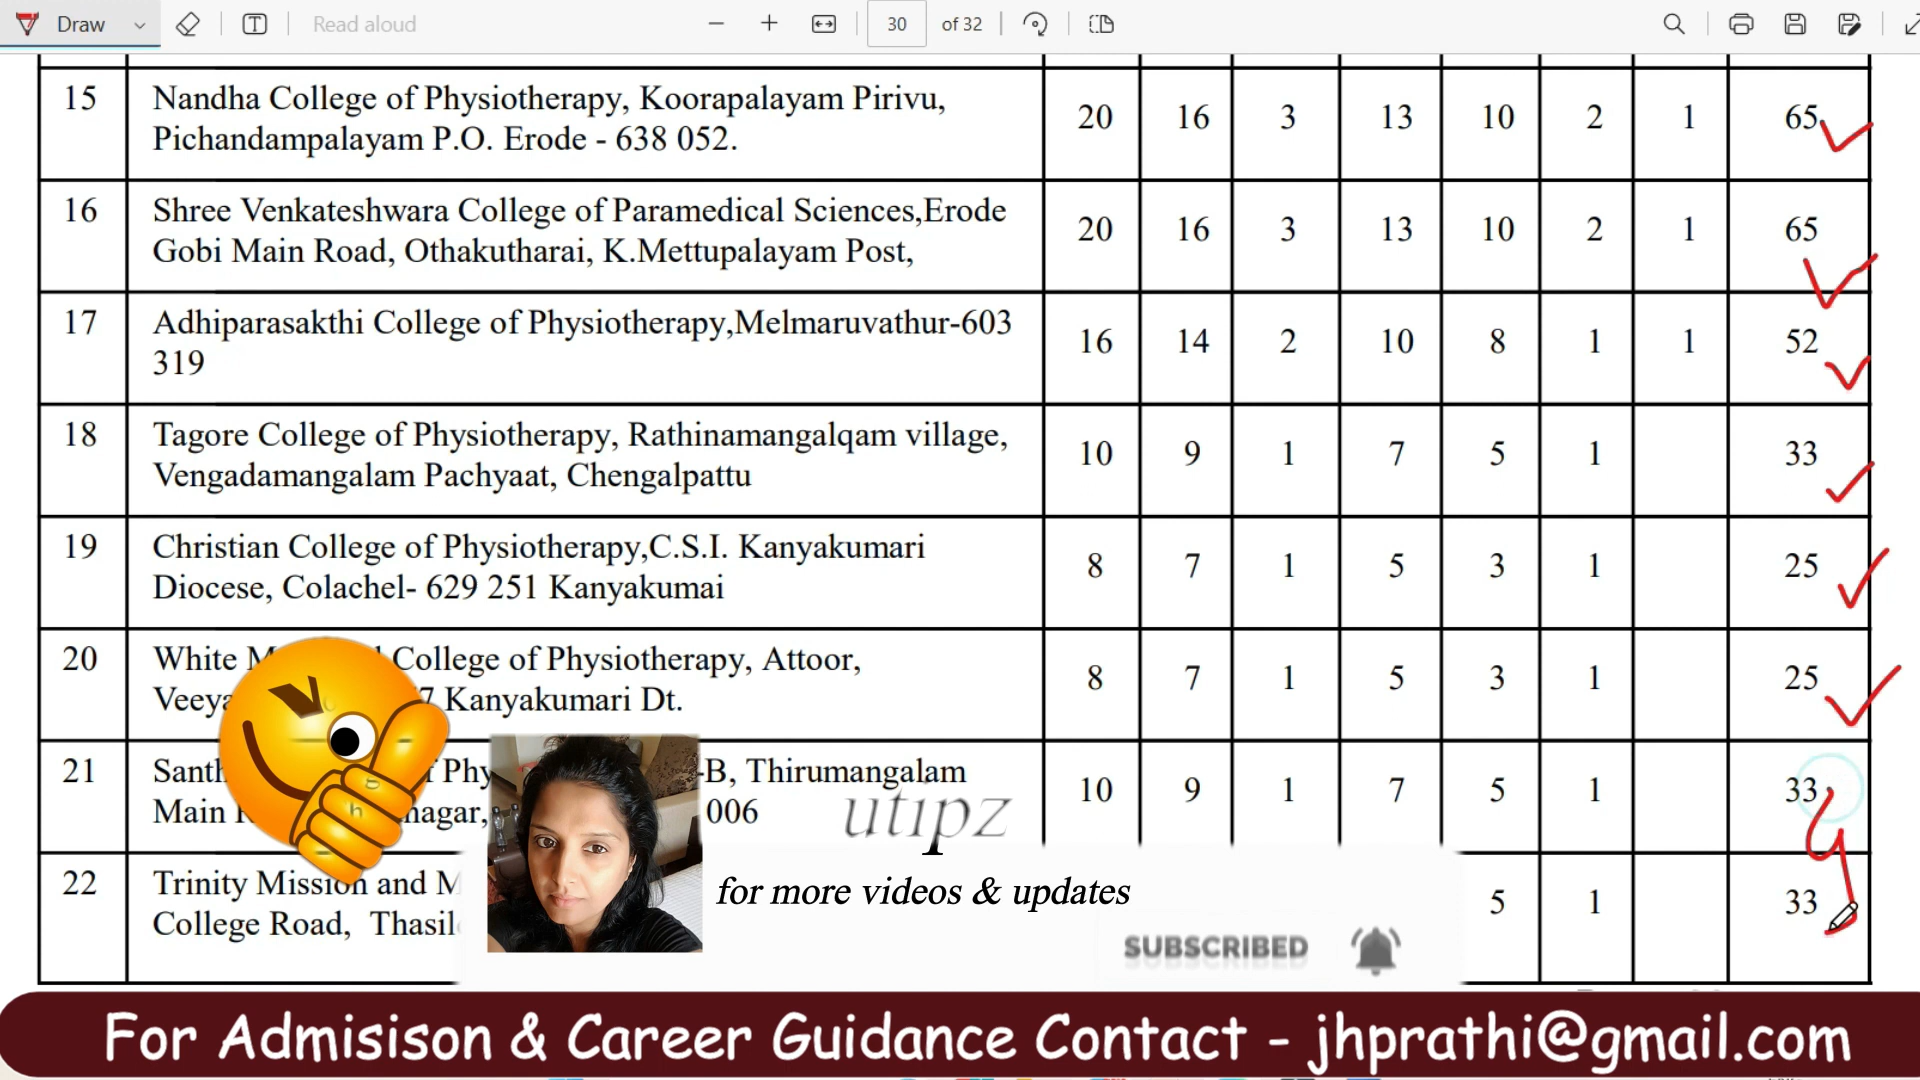 Draw
Read aloud
30 of 32
15 Nandha College of Physiotherapy, Koorapalayam Pirivu, 20 16 3 13 10 2 1 65
Pichandampalayam P.O. Erode - 638 052.
16 Shree Venkateshwara College of Paramedical Sciences,Erode 20 16 3 13 10 2 1 65
Gobi Main Road, Othakutharai, K.Mettupalayam Post,
17 Adhiparasakthi College of Physiotherapy,Melmaruvathur-603 16 14 2 10 8 1 1 52
319
18 Tagore College of Physiotherapy, Rathinamangalqam village, 10 9 1 7 5 1 33
Vengadamangalam Pachyaat, Chengalpattu
19 Christian College of Physiotherapy,C.S.I. Kanyakumari 8 7 1 5 3 1 25
Diocese, Colachel- 629 251 Kanyakumai
20 White College of Physiotherapy, Attoor, 8 7 1 5 3 1 25
Kanyakumari Dt.
21 -B, Thirumangalam 10 9 1 7 5 1 33
Main nagar, 006
22 Trinity Mission and 5 1 33
College Road,
utipz
for more videos & updates
SUBSCRIBED
For Admisison & Career Guidance Contact - jhprathi@gmail.com